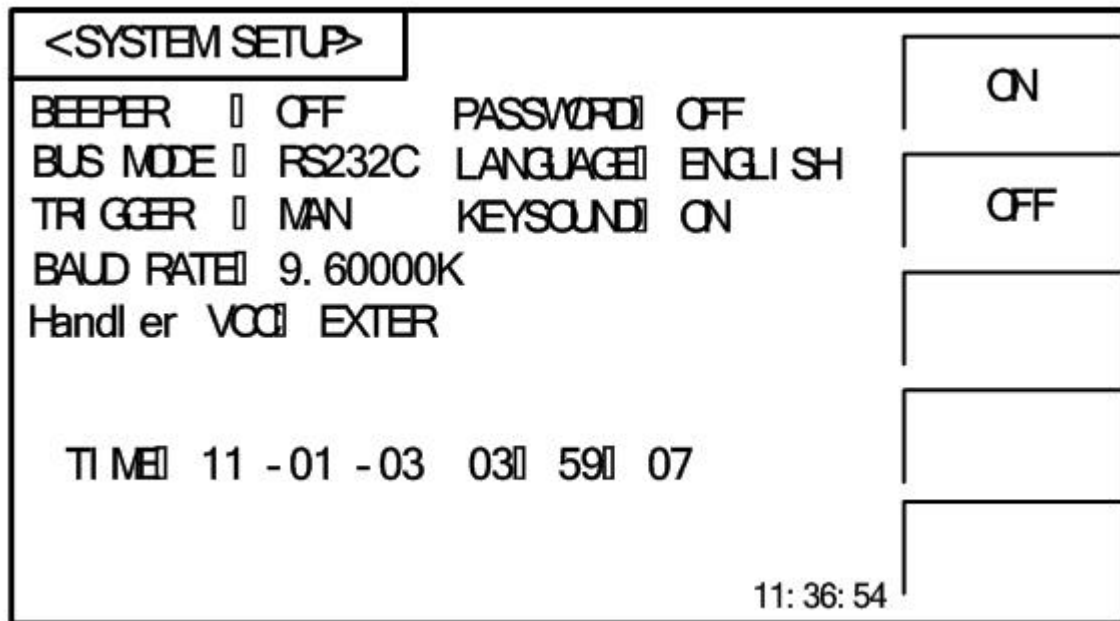 <SYSTEM SETUP>
BEEPER ▯ OFF PASSWORD▯ OFF
BUS MODE ▯ RS232C LANGUAGE▯ ENGLISH
TRIGGER ▯ MAN KEYSOUND▯ ON
BAUD RATE▯ 9.60000K
Handler VCC▯ EXTER
TIME▯ 11-01-03 03▯ 59▯ 07
11:36:54
ON
OFF